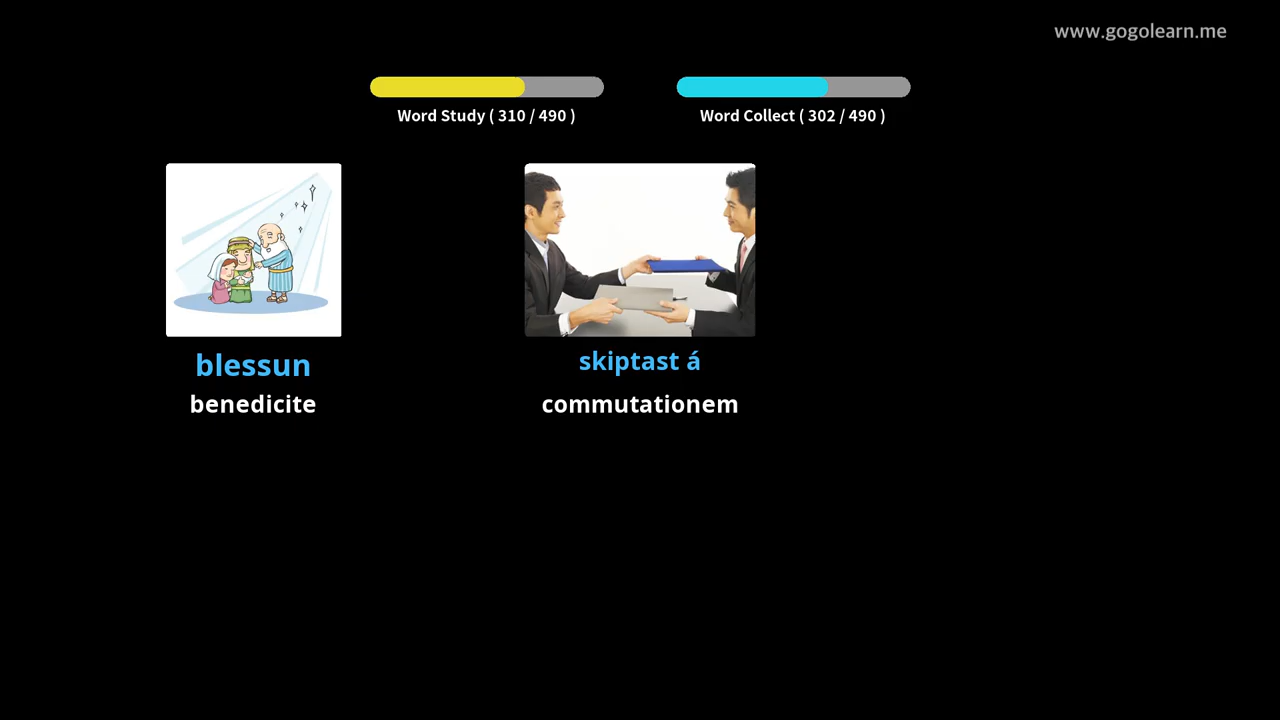 www.gogolearn.me
Word Study ( 310 / 490 )
Word Collect ( 302 / 490 )
blessun
benedicite
skiptast á
commutationem